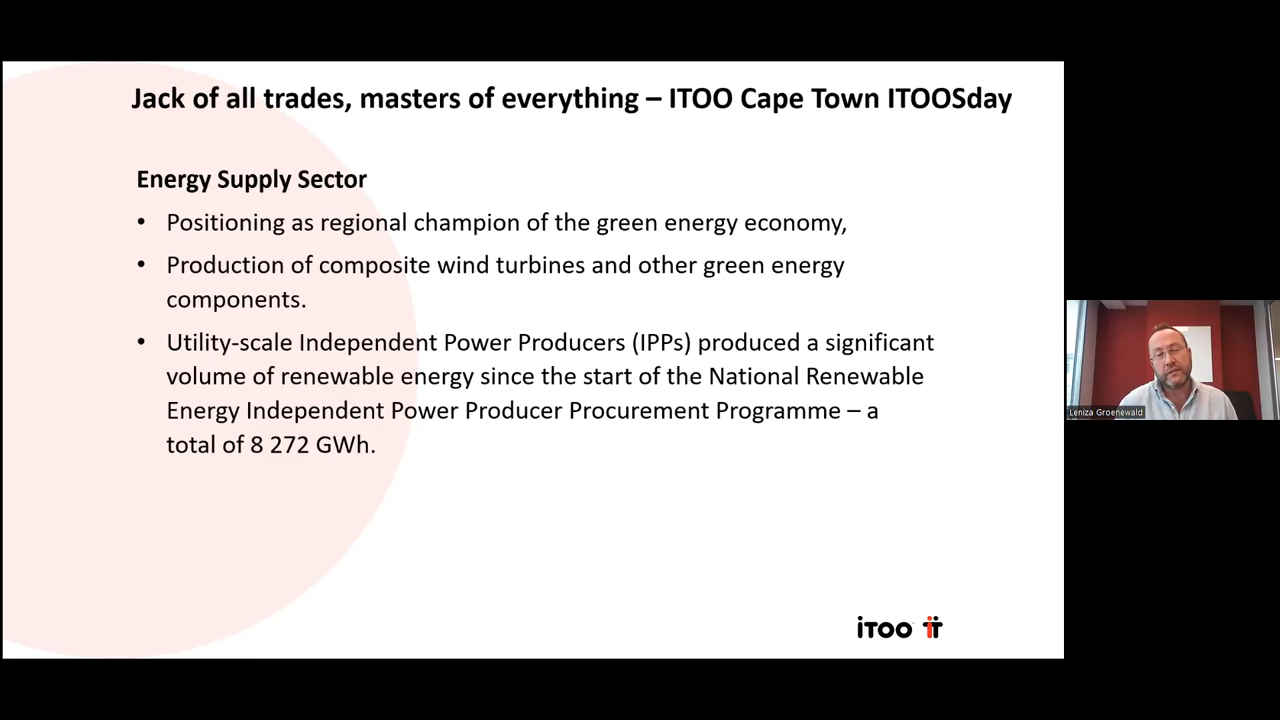 Jack of all trades, masters of everything – ITOO Cape Town ITOOSday
Energy Supply Sector
• Positioning as regional champion of the green energy economy,
• Production of composite wind turbines and other green energy
components.
• Utility-scale Independent Power Producers (IPPs) produced a significant
volume of renewable energy since the start of the National Renewable
Energy Independent Power Producer Procurement Programme – a
total of 8 272 GWh.
Leniza Groenewald
iTOO